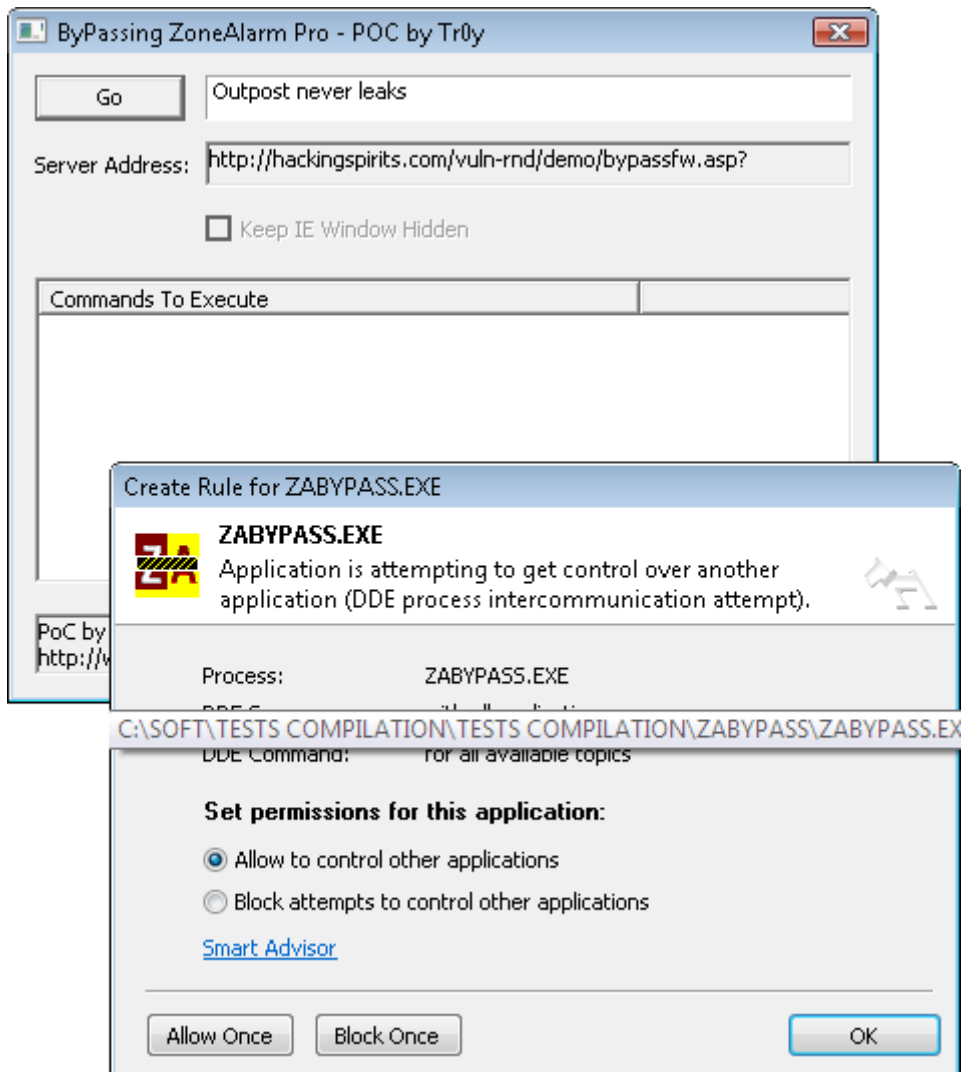 ByPassing ZoneAlarm Pro - POC by Tr0y
Go
Outpost never leaks
Server Address:
http://hackingspirits.com/vuln-rnd/demo/bypassfw.asp?
Keep IE Window Hidden
Commands To Execute
PoC by
Create Rule for ZABYPASS.EXE
ZA
ZABYPASS.EXE
Application is attempting to get control over another
application (DDE process intercommunication attempt).
Process: ZABYPASS.EXE
C:\SOFT\TESTS COMPILATION\TESTS COMPILATION\ZABYPASS\ZABYPASS.EX
DDE Command: for all available topics
Set permissions for this application:
Allow to control other applications
Block attempts to control other applications
Smart Advisor
Allow Once
Block Once
OK